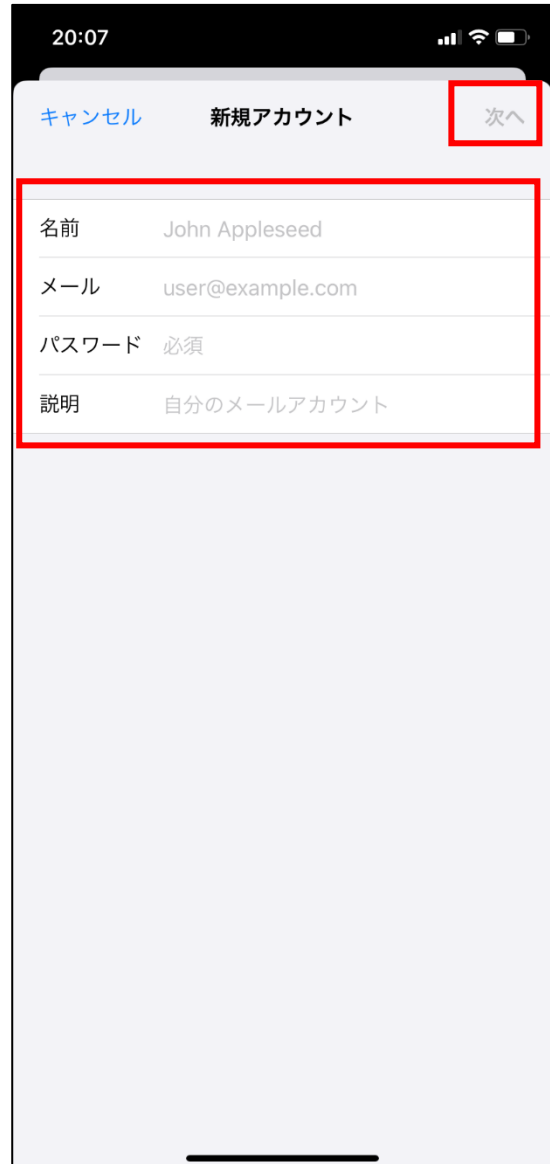 20:07
キャンセル 新規アカウント 次へ
名前 John Appleseed
メール user@example.com
パスワード 必須
説明 自分のメールアカウント